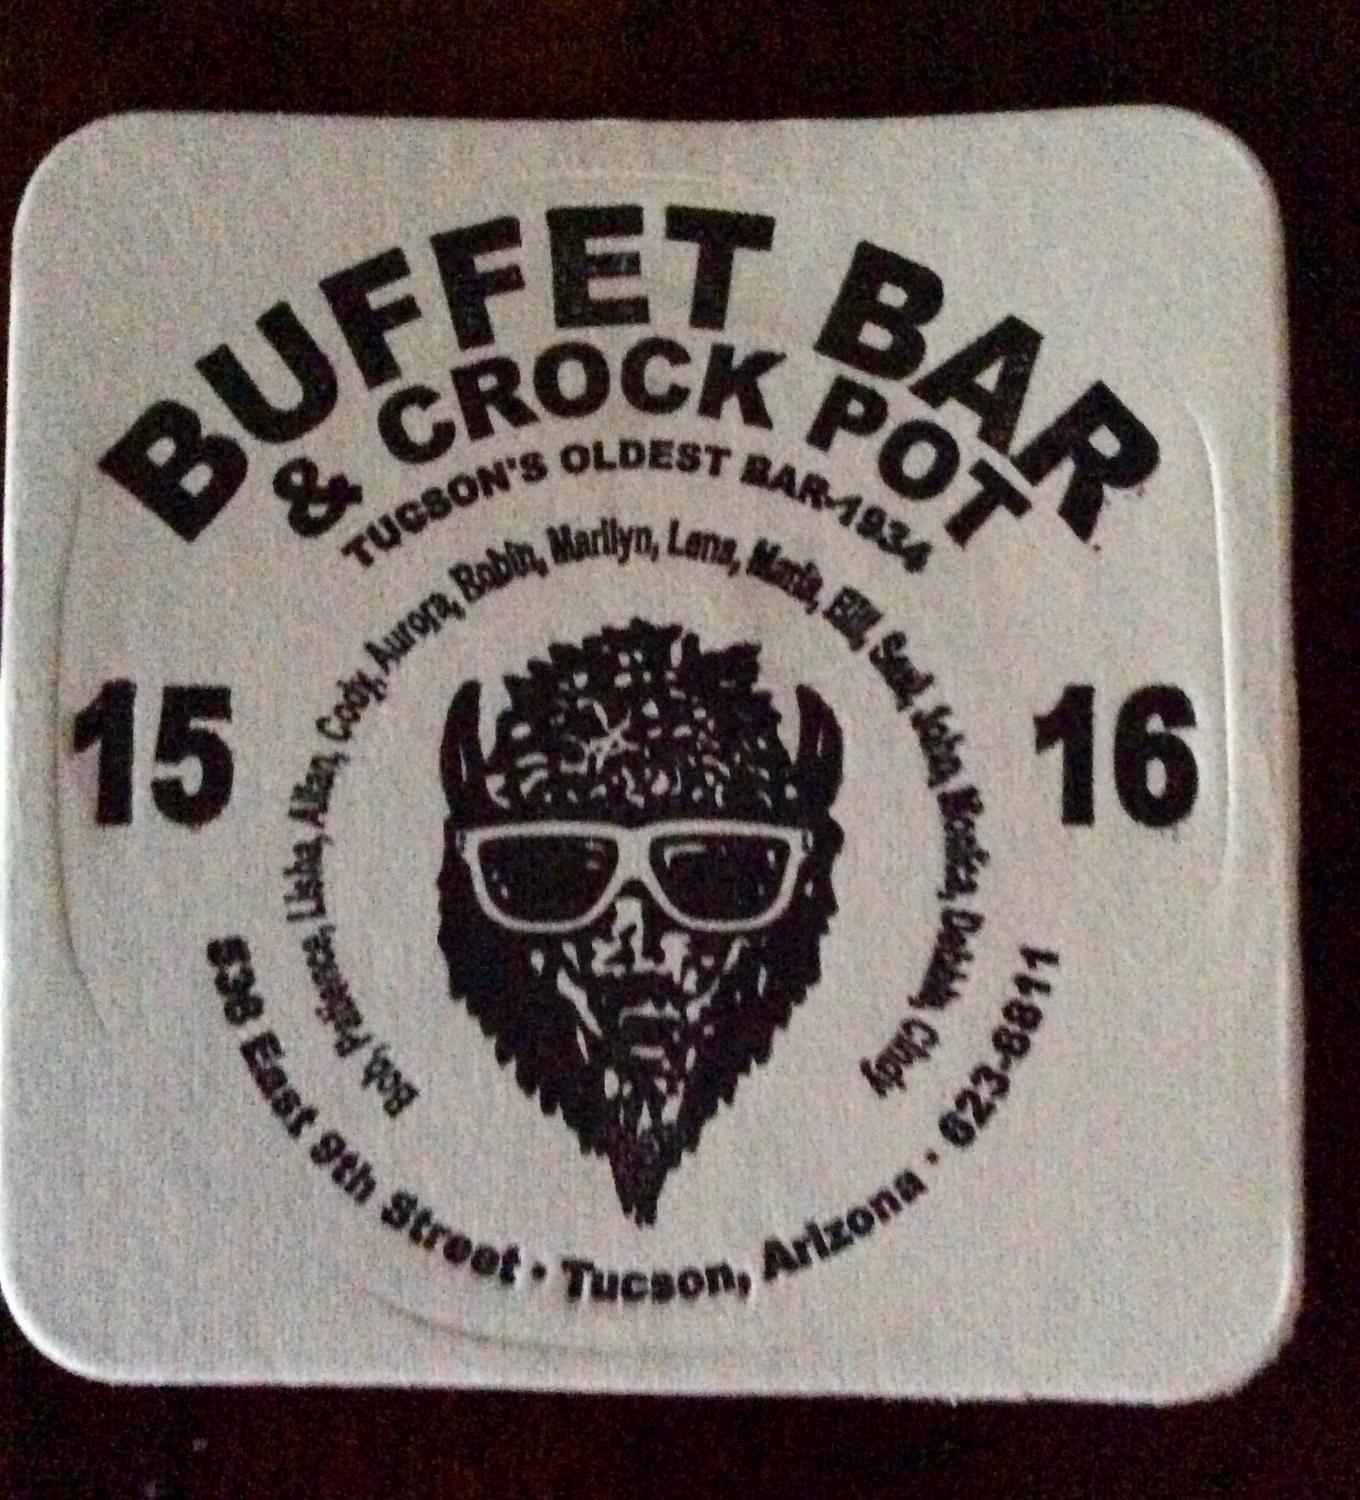 BUFFET BAR
& CROCK POT
TUCSON'S OLDEST BAR-1934
Bob, Patience, Lisha, Allan, Cody, Aurora, Robin, Marilyn, Lena, Maria, Bill, Saul, John, Monica, Debbie, Cindy
15
16
538 East 9th Street • Tucson, Arizona • 623-8811